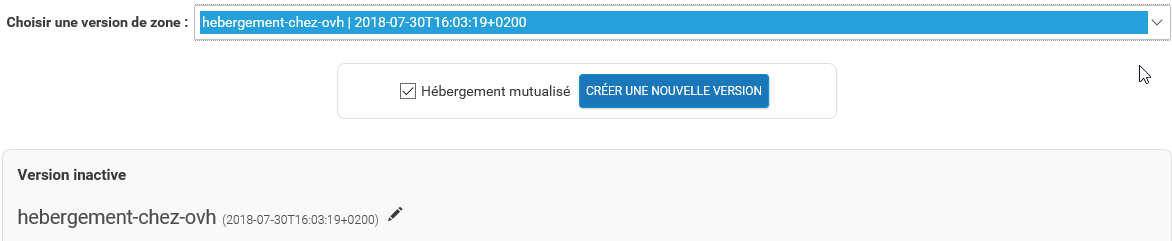 Choisir une version de zone : hebergement-chez-ovh | 2018-07-30T16:03:19+0200
Hébergement mutualisé CRÉER UNE NOUVELLE VERSION
Version inactive
hebergement-chez-ovh (2018-07-30T16:03:19+0200)